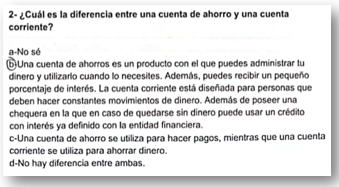 2- ¿Cuál es la diferencia entre una cuenta de ahorro y una cuenta
corriente?
a-No sé
b-Una cuenta de ahorros es un producto con el que puedes administrar tu
dinero y utilizarlo cuando lo necesites. Además, puedes recibir un pequeño
porcentaje de interés. La cuenta corriente está diseñada para personas que
deben hacer constantes movimientos de dinero. Además de poseer una
chequera en la que en caso de quedarse sin dinero puede usar un crédito
con interés ya definido con la entidad financiera.
c-Una cuenta de ahorro se utiliza para hacer pagos, mientras que una cuenta
corriente se utiliza para ahorrar dinero.
d-No hay diferencia entre ambas.